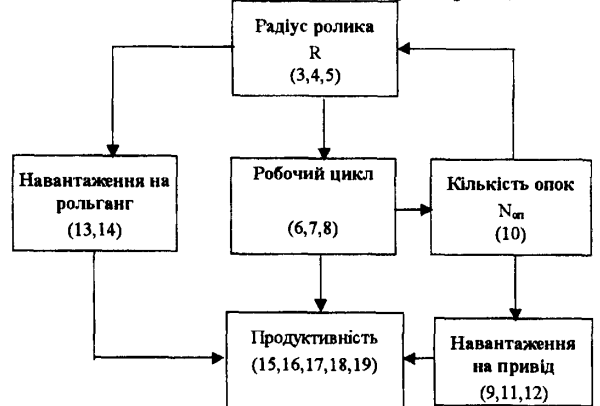 Радіус ролика
R
(3,4,5)
Навантаження на
рольганг
(13,14)
Робочий цикл
(6,7,8)
Кількість опок
Nоп
(10)
Продуктивність
(15,16,17,18,19)
Навантаження
на привід
(9,11,12)